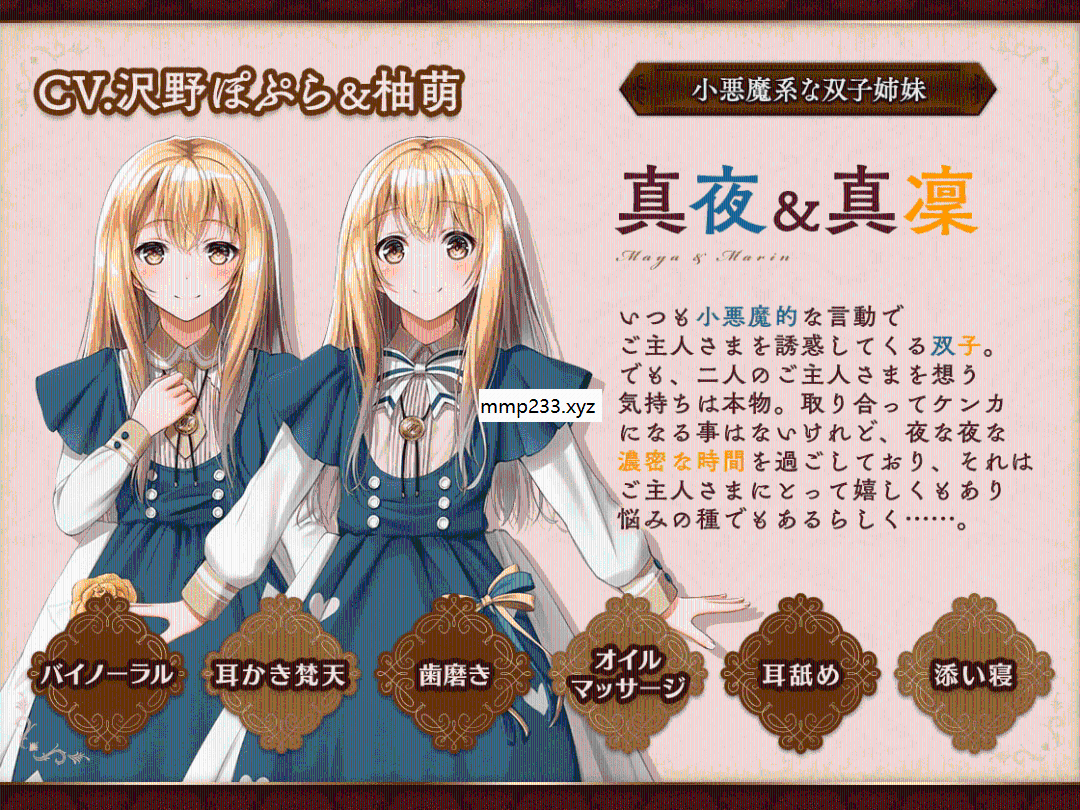 CV.沢野ぽぷら&柚萌
小悪魔系な双子姉妹
真夜&真凜
Maya & Marin
いつも小悪魔的な言動で
ご主人さまを誘惑してくる双子。
でも、二人のご主人さまを想う
気持ちは本物。取り合ってケンカ
になる事はないけれど、夜な夜な
濃密な時間を過ごしており、それは
ご主人さまにとって嬉しくもあり
悩みの種でもあるらしく……。
mmp233.xyz
バイノーラル
耳かき梵天
歯磨き
オイル
マッサージ
耳舐め
添い寝